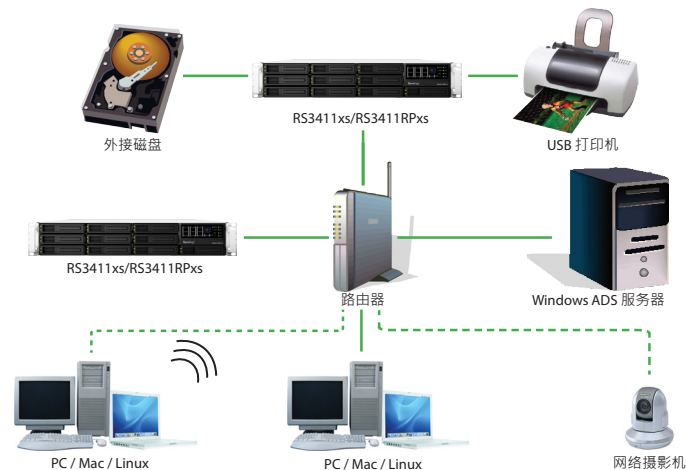 RS3411xs/RS3411RPxs
外接磁盘
USB 打印机
RS3411xs/RS3411RPxs
路由器
Windows ADS 服务器
PC / Mac / Linux
PC / Mac / Linux
网络摄影机